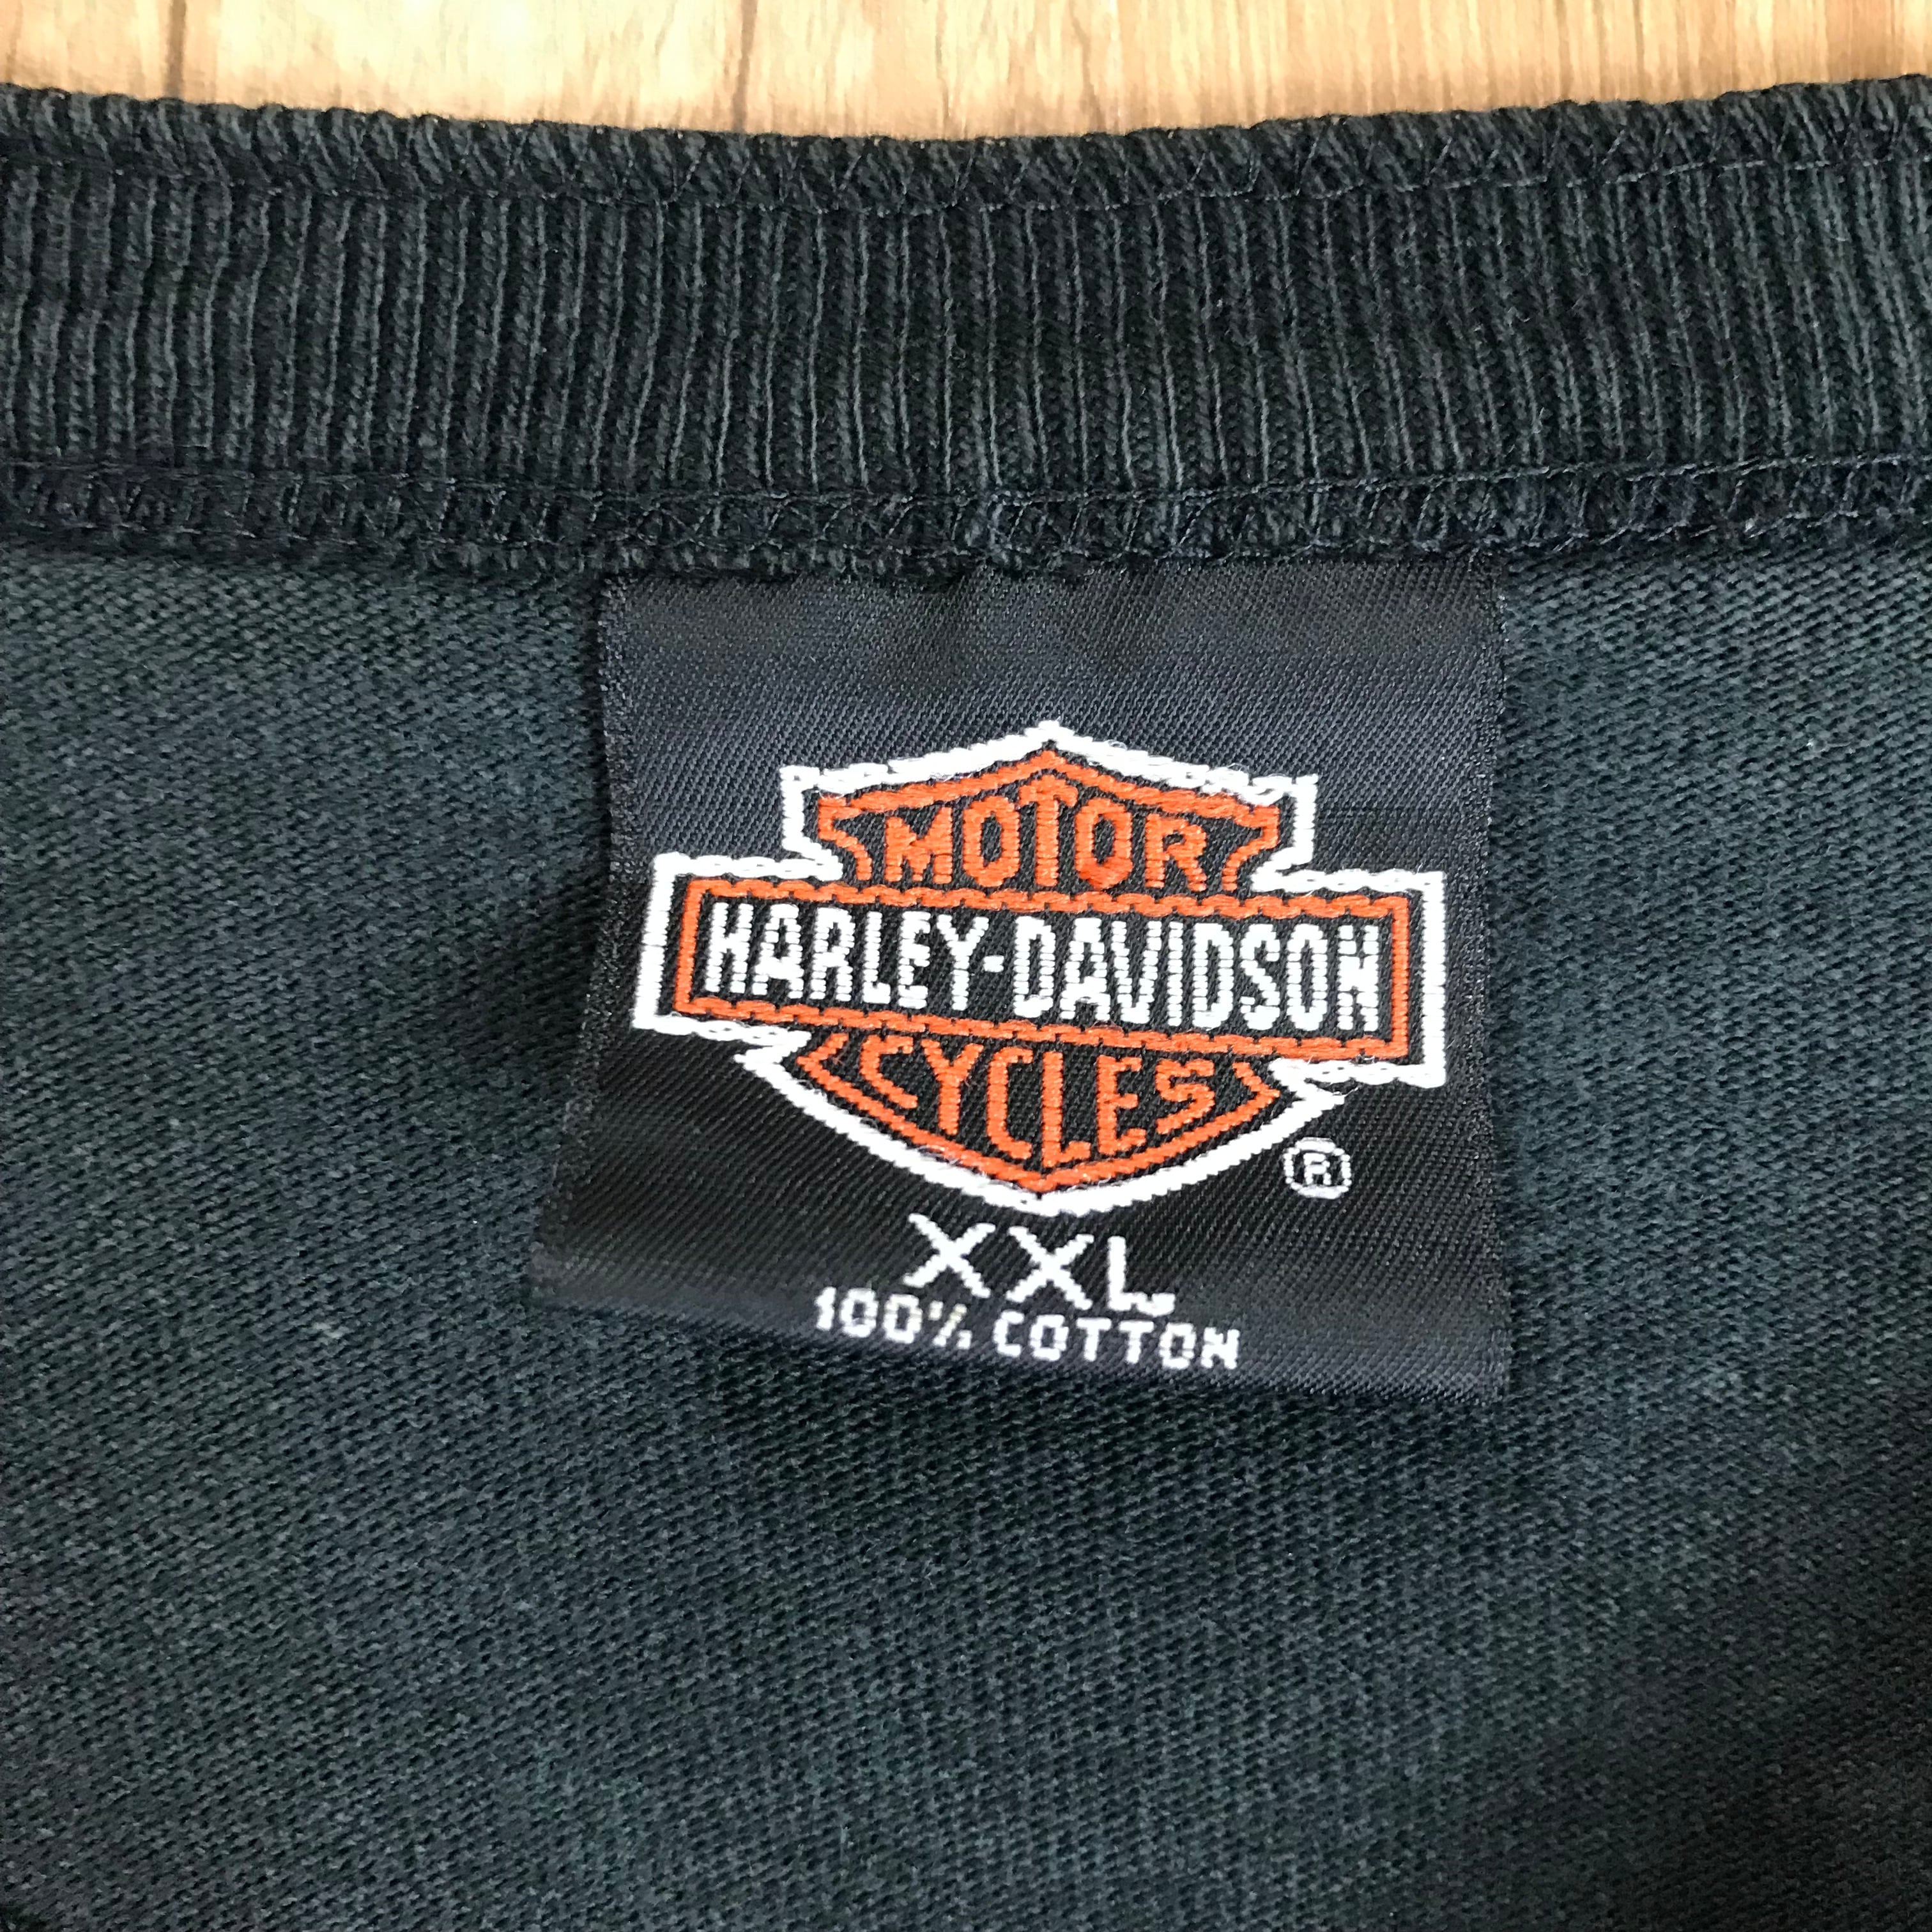 MOTOR
HARLEY-DAVIDSON
CYCLES
®
XXL
100% COTTON